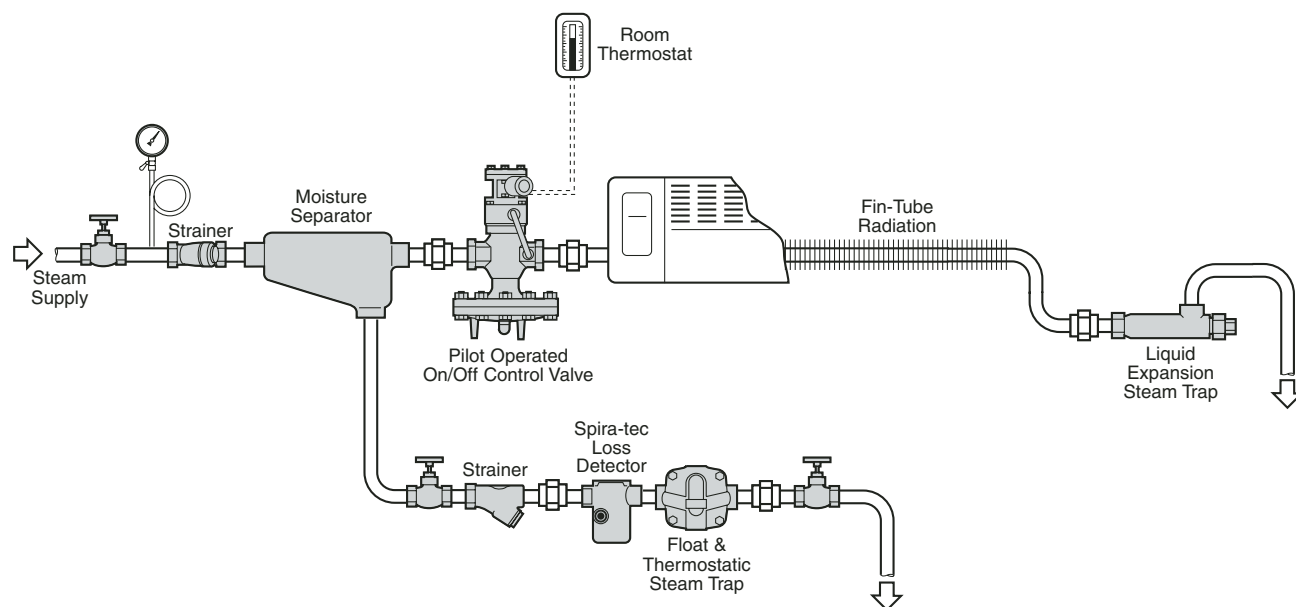 Room
Thermostat
Moisture
Separator
Strainer
Fin-Tube
Radiation
Steam
Supply
Pilot Operated
On/Off Control Valve
Liquid
Expansion
Steam Trap
Spira-tec
Loss
Detector
Strainer
Float &
Thermostatic
Steam Trap